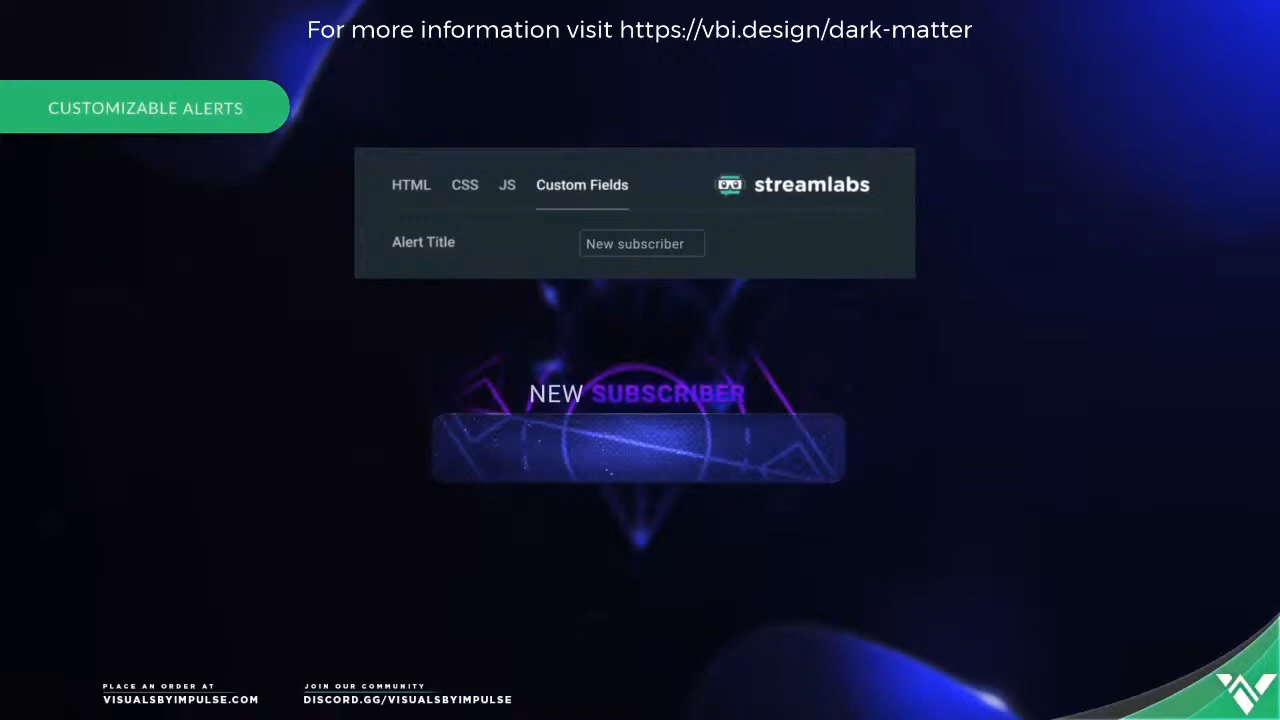 For more information visit https://vbi.design/dark-matter
CUSTOMIZABLE ALERTS
HTML CSS JS Custom Fields streamlabs
Alert Title New subscriber
NEW SUBSCRIBER
PLACE AN ORDER AT
VISUALSBYIMPULSE.COM
JOIN OUR COMMUNITY
DISCORD.GG/VISUALSBYIMPULSE